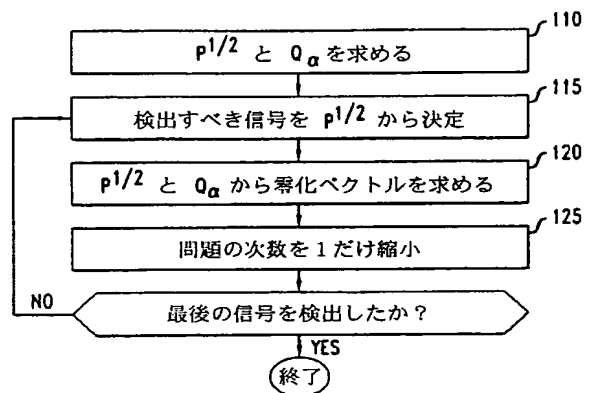 110
P^1/2 と Q_α を求める
115
検出すべき信号を P^1/2 から決定
120
P^1/2 と Q_α から零化ベクトルを求める
125
問題の次数を1だけ縮小
NO
最後の信号を検出したか?
YES
終了